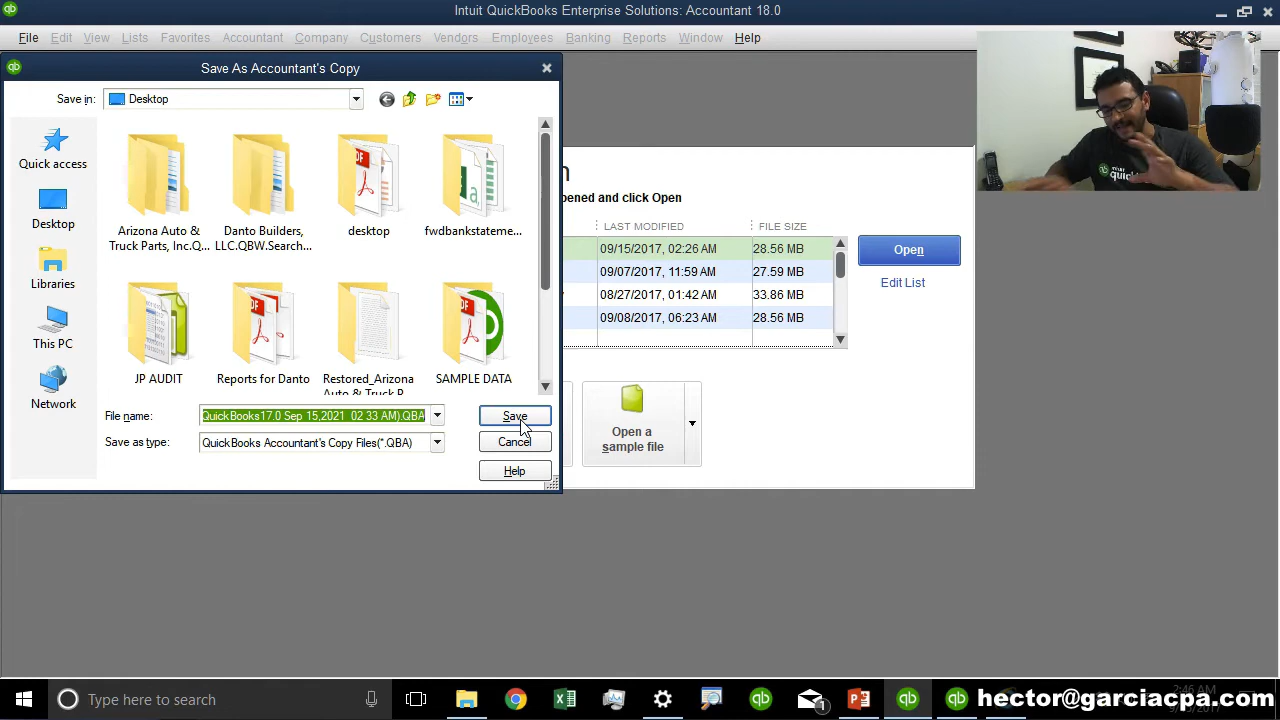 Intuit QuickBooks Enterprise Solutions: Accountant 18.0
File Edit View Lists Favorites Accountant Company Customers Vendors Employees Banking Reports Window Help
Save As Accountant's Copy
Save in: Desktop
Quick access
Desktop
Libraries
This PC
Network
Arizona Auto & Truck Parts, Inc.Q...
Danto Builders, LLC.QBW.Search...
desktop
fwdbankstateme...
JP AUDIT
Reports for Danto
Restored_Arizona
SAMPLE DATA
File name: QuickBooks17.0 Sep 15,2021 02 33 AM).QBA
Save
Save as type: QuickBooks Accountant's Copy Files(*.QBA)
Cancel
Help
pened and click Open
LAST MODIFIED FILE SIZE
09/15/2017, 02:26 AM 28.56 MB
09/07/2017, 11:59 AM 27.59 MB
08/27/2017, 01:42 AM 33.86 MB
09/08/2017, 06:23 AM 28.56 MB
Open
Edit List
Open a
sample file
Type here to search
hector@garciacpa.com